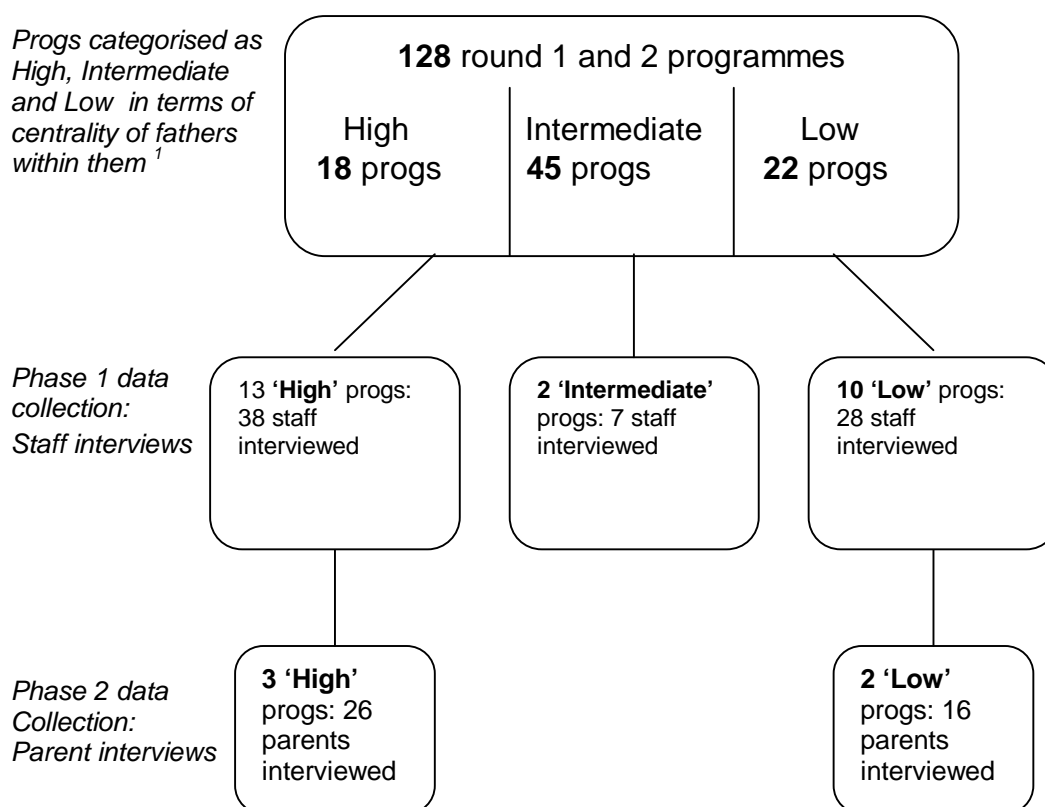 Progs categorised as
High, Intermediate
and Low in terms of
centrality of fathers
within them 1
128 round 1 and 2 programmes
High
18 progs
Intermediate
45 progs
Low
22 progs
Phase 1 data
collection:
Staff interviews
13 ‘High’ progs:
38 staff
interviewed
2 ‘Intermediate’
progs: 7 staff
interviewed
10 ‘Low’ progs:
28 staff
interviewed
Phase 2 data
Collection:
Parent interviews
3 ‘High’
progs: 26
parents
interviewed
2 ‘Low’
progs: 16
parents
interviewed